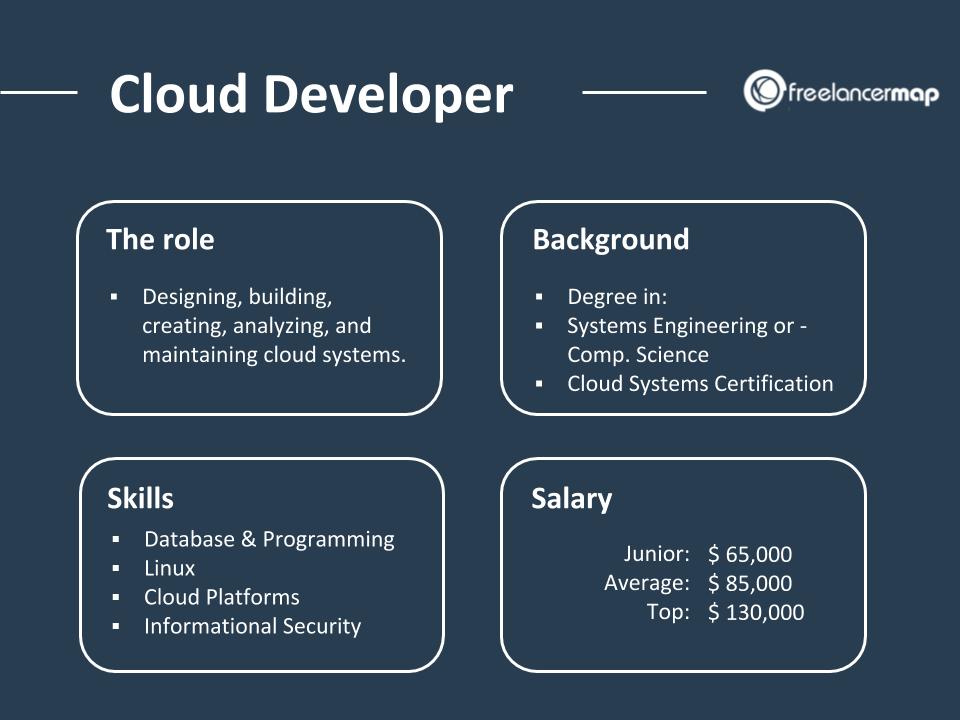 Cloud Developer
freelancermap
The role
▪ Designing, building,
creating, analyzing, and
maintaining cloud systems.
Background
▪ Degree in:
▪ Systems Engineering or -
Comp. Science
▪ Cloud Systems Certification
Skills
▪ Database & Programming
▪ Linux
▪ Cloud Platforms
▪ Informational Security
Salary
Junior: $ 65,000
Average: $ 85,000
Top: $ 130,000